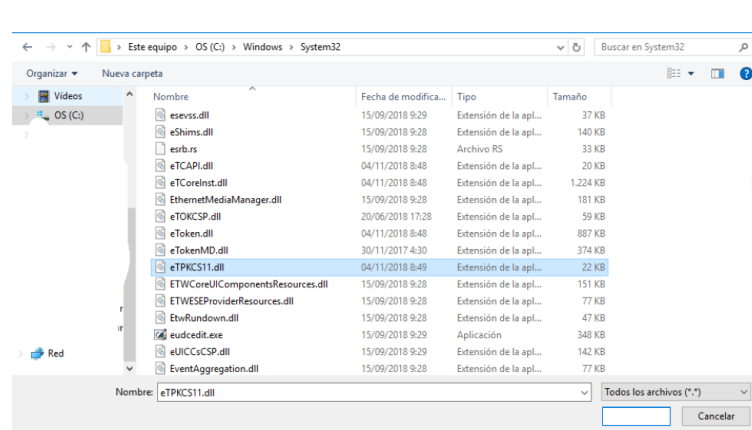 Este equipo > OS (C:) > Windows > System32
Buscar en System32
Organizar
Nueva carpeta
Vídeos
OS (C:)
Red
Nombre Fecha de modifica... Tipo Tamaño
esevss.dll 15/09/2018 9:29 Extensión de la apl... 37 KB
eShims.dll 15/09/2018 9:28 Extensión de la apl... 140 KB
esrb.rs 15/09/2018 9:28 Archivo RS 33 KB
eTCAPI.dll 04/11/2018 8:48 Extensión de la apl... 20 KB
eTCoreInst.dll 04/11/2018 8:48 Extensión de la apl... 1.224 KB
EthernetMediaManager.dll 15/09/2018 9:28 Extensión de la apl... 181 KB
eTOKCSP.dll 20/06/2018 17:28 Extensión de la apl... 59 KB
eToken.dll 04/11/2018 8:48 Extensión de la apl... 887 KB
eTokenMD.dll 30/11/2017 4:30 Extensión de la apl... 374 KB
eTPKCS11.dll 04/11/2018 8:49 Extensión de la apl... 22 KB
ETWCoreUIComponentsResources.dll 15/09/2018 9:28 Extensión de la apl... 151 KB
ETWESEProviderResources.dll 15/09/2018 9:28 Extensión de la apl... 77 KB
EtwRundown.dll 15/09/2018 9:28 Extensión de la apl... 47 KB
eudcedit.exe 15/09/2018 9:29 Aplicación 348 KB
eUICCsCSP.dll 15/09/2018 9:29 Extensión de la apl... 142 KB
EventAggregation.dll 15/09/2018 9:28 Extensión de la apl... 77 KB
Nombre: eTPKCS11.dll
Todos los archivos (*.*)
Cancelar